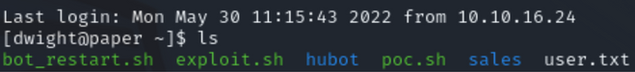 Last login: Mon May 30 11:15:43 2022 from 10.10.16.24
[dwight@paper ~]$ ls
bot_restart.sh exploit.sh hubot poc.sh sales user.txt